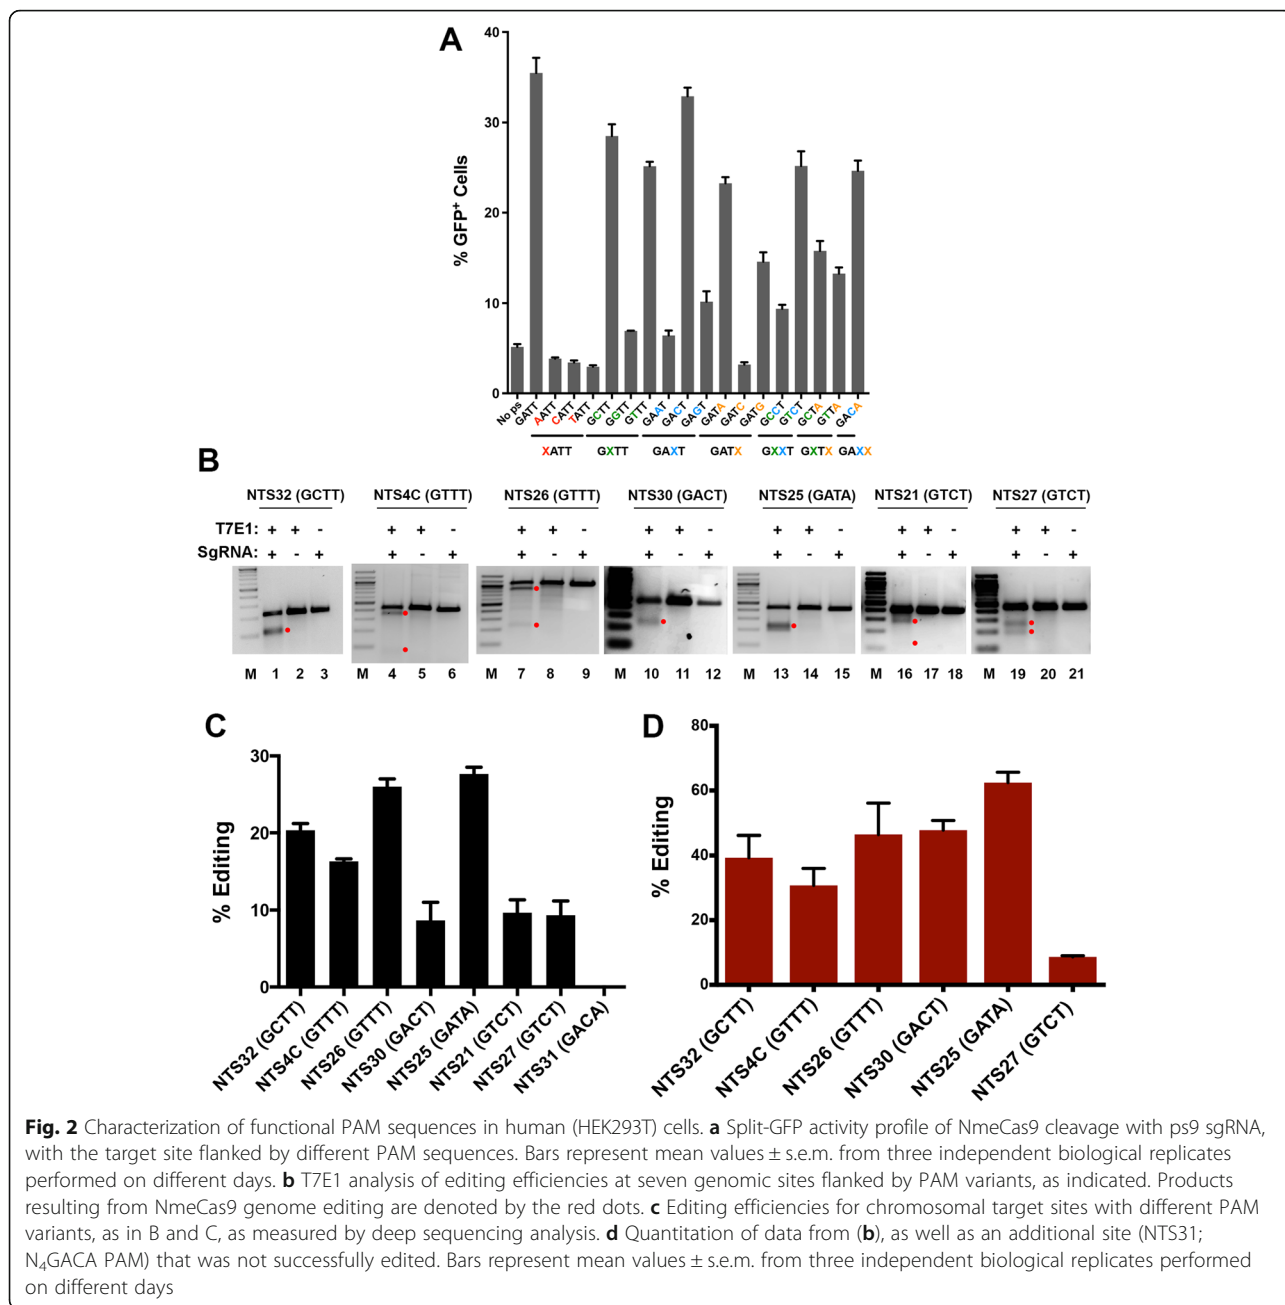 A
40
30
20
10
0
% GFP⁺ Cells
No ps
GATT
AATT
CATT
TATT
GCTT
GGTT
GTTT
GAAT
GACT
GAGT
GATA
GATC
GATG
GCCT
GTCT
GCTA
GTTA
GACA
XATT GXTT GAXT GATX GXXT GXTX GAXX
B
NTS32 (GCTT) NTS4C (GTTT) NTS26 (GTTT) NTS30 (GACT) NTS25 (GATA) NTS21 (GTCT) NTS27 (GTCT)
T7E1: + + - + + - + + - + + - + + - + + - + + -
SgRNA: + - + + - + + - + + - + + - + + - + + - +
M 1 2 3 M 4 5 6 M 7 8 9 M 10 11 12 M 13 14 15 M 16 17 18 M 19 20 21
C
30
20
10
0
% Editing
NTS32 (GCTT)
NTS4C (GTTT)
NTS26 (GTTT)
NTS30 (GACT)
NTS25 (GATA)
NTS21 (GTCT)
NTS27 (GTCT)
NTS31 (GACA)
D
80
60
40
20
0
% Editing
NTS32 (GCTT)
NTS4C (GTTT)
NTS26 (GTTT)
NTS30 (GACT)
NTS25 (GATA)
NTS27 (GTCT)
Fig. 2 Characterization of functional PAM sequences in human (HEK293T) cells. a Split-GFP activity profile of NmeCas9 cleavage with ps9 sgRNA,
with the target site flanked by different PAM sequences. Bars represent mean values ± s.e.m. from three independent biological replicates
performed on different days. b T7E1 analysis of editing efficiencies at seven genomic sites flanked by PAM variants, as indicated. Products
resulting from NmeCas9 genome editing are denoted by the red dots. c Editing efficiencies for chromosomal target sites with different PAM
variants, as in B and C, as measured by deep sequencing analysis. d Quantitation of data from (b), as well as an additional site (NTS31;
N₄GACA PAM) that was not successfully edited. Bars represent mean values ± s.e.m. from three independent biological replicates performed
on different days